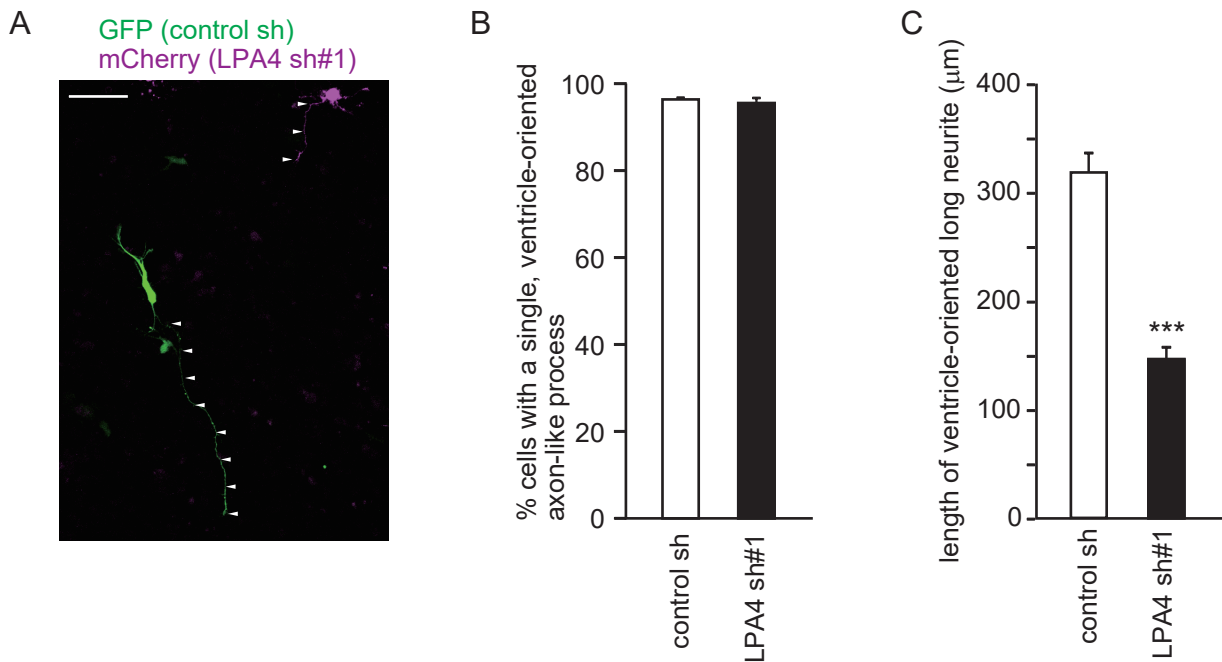 A
GFP (control sh)
mCherry (LPA4 sh#1)
B
% cells with a single, ventricle-oriented
axon-like process
100
80
60
40
20
0
control sh
LPA4 sh#1
C
length of ventricle-oriented long neurite (μm)
400
300
200
100
0
***
control sh
LPA4 sh#1